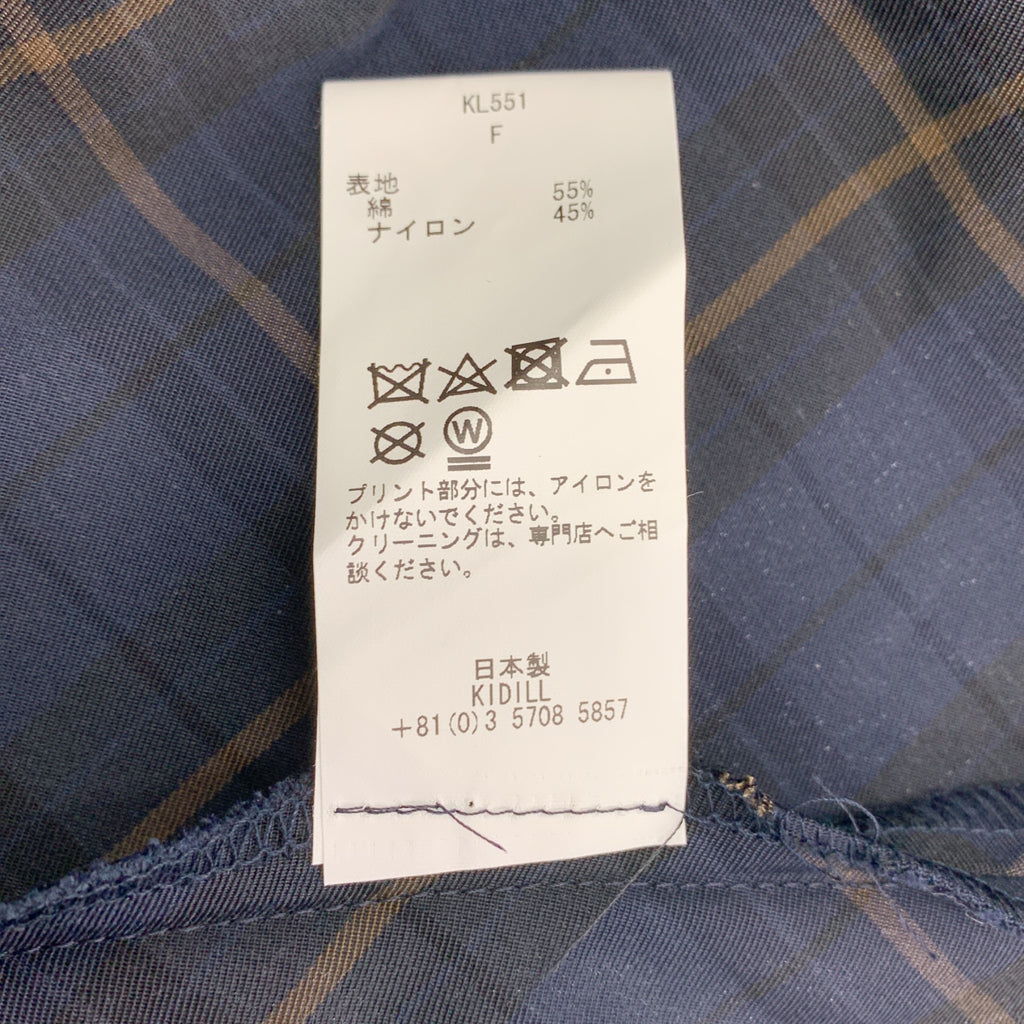 KL551
F
表地
綿 55%
ナイロン 45%
W
プリント部分には、アイロンを
かけないでください。
クリーニングは、専門店へご相
談ください。
日本製
KIDILL
+81(0)3 5708 5857